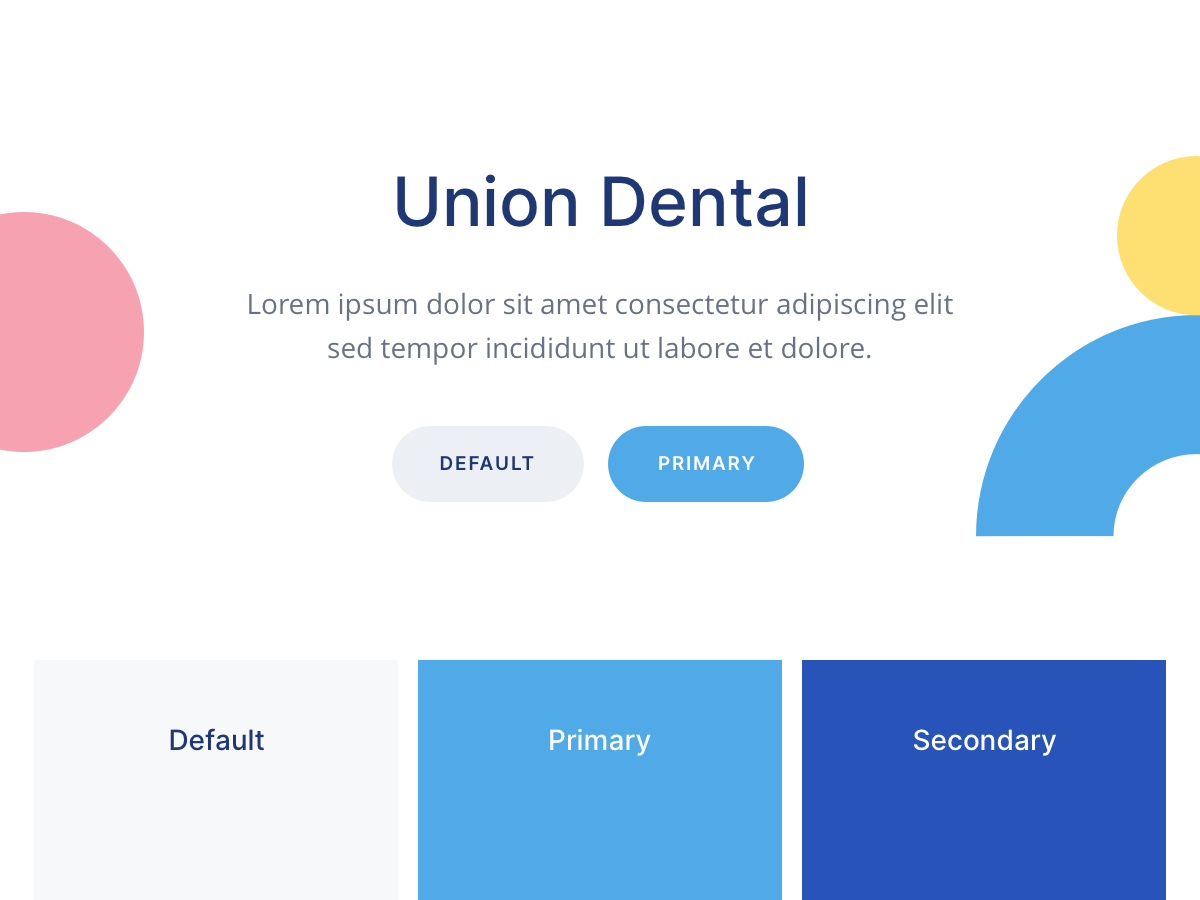 Union Dental
Lorem ipsum dolor sit amet consectetur adipiscing elit
sed tempor incididunt ut labore et dolore.
DEFAULT
PRIMARY
Default
Primary
Secondary